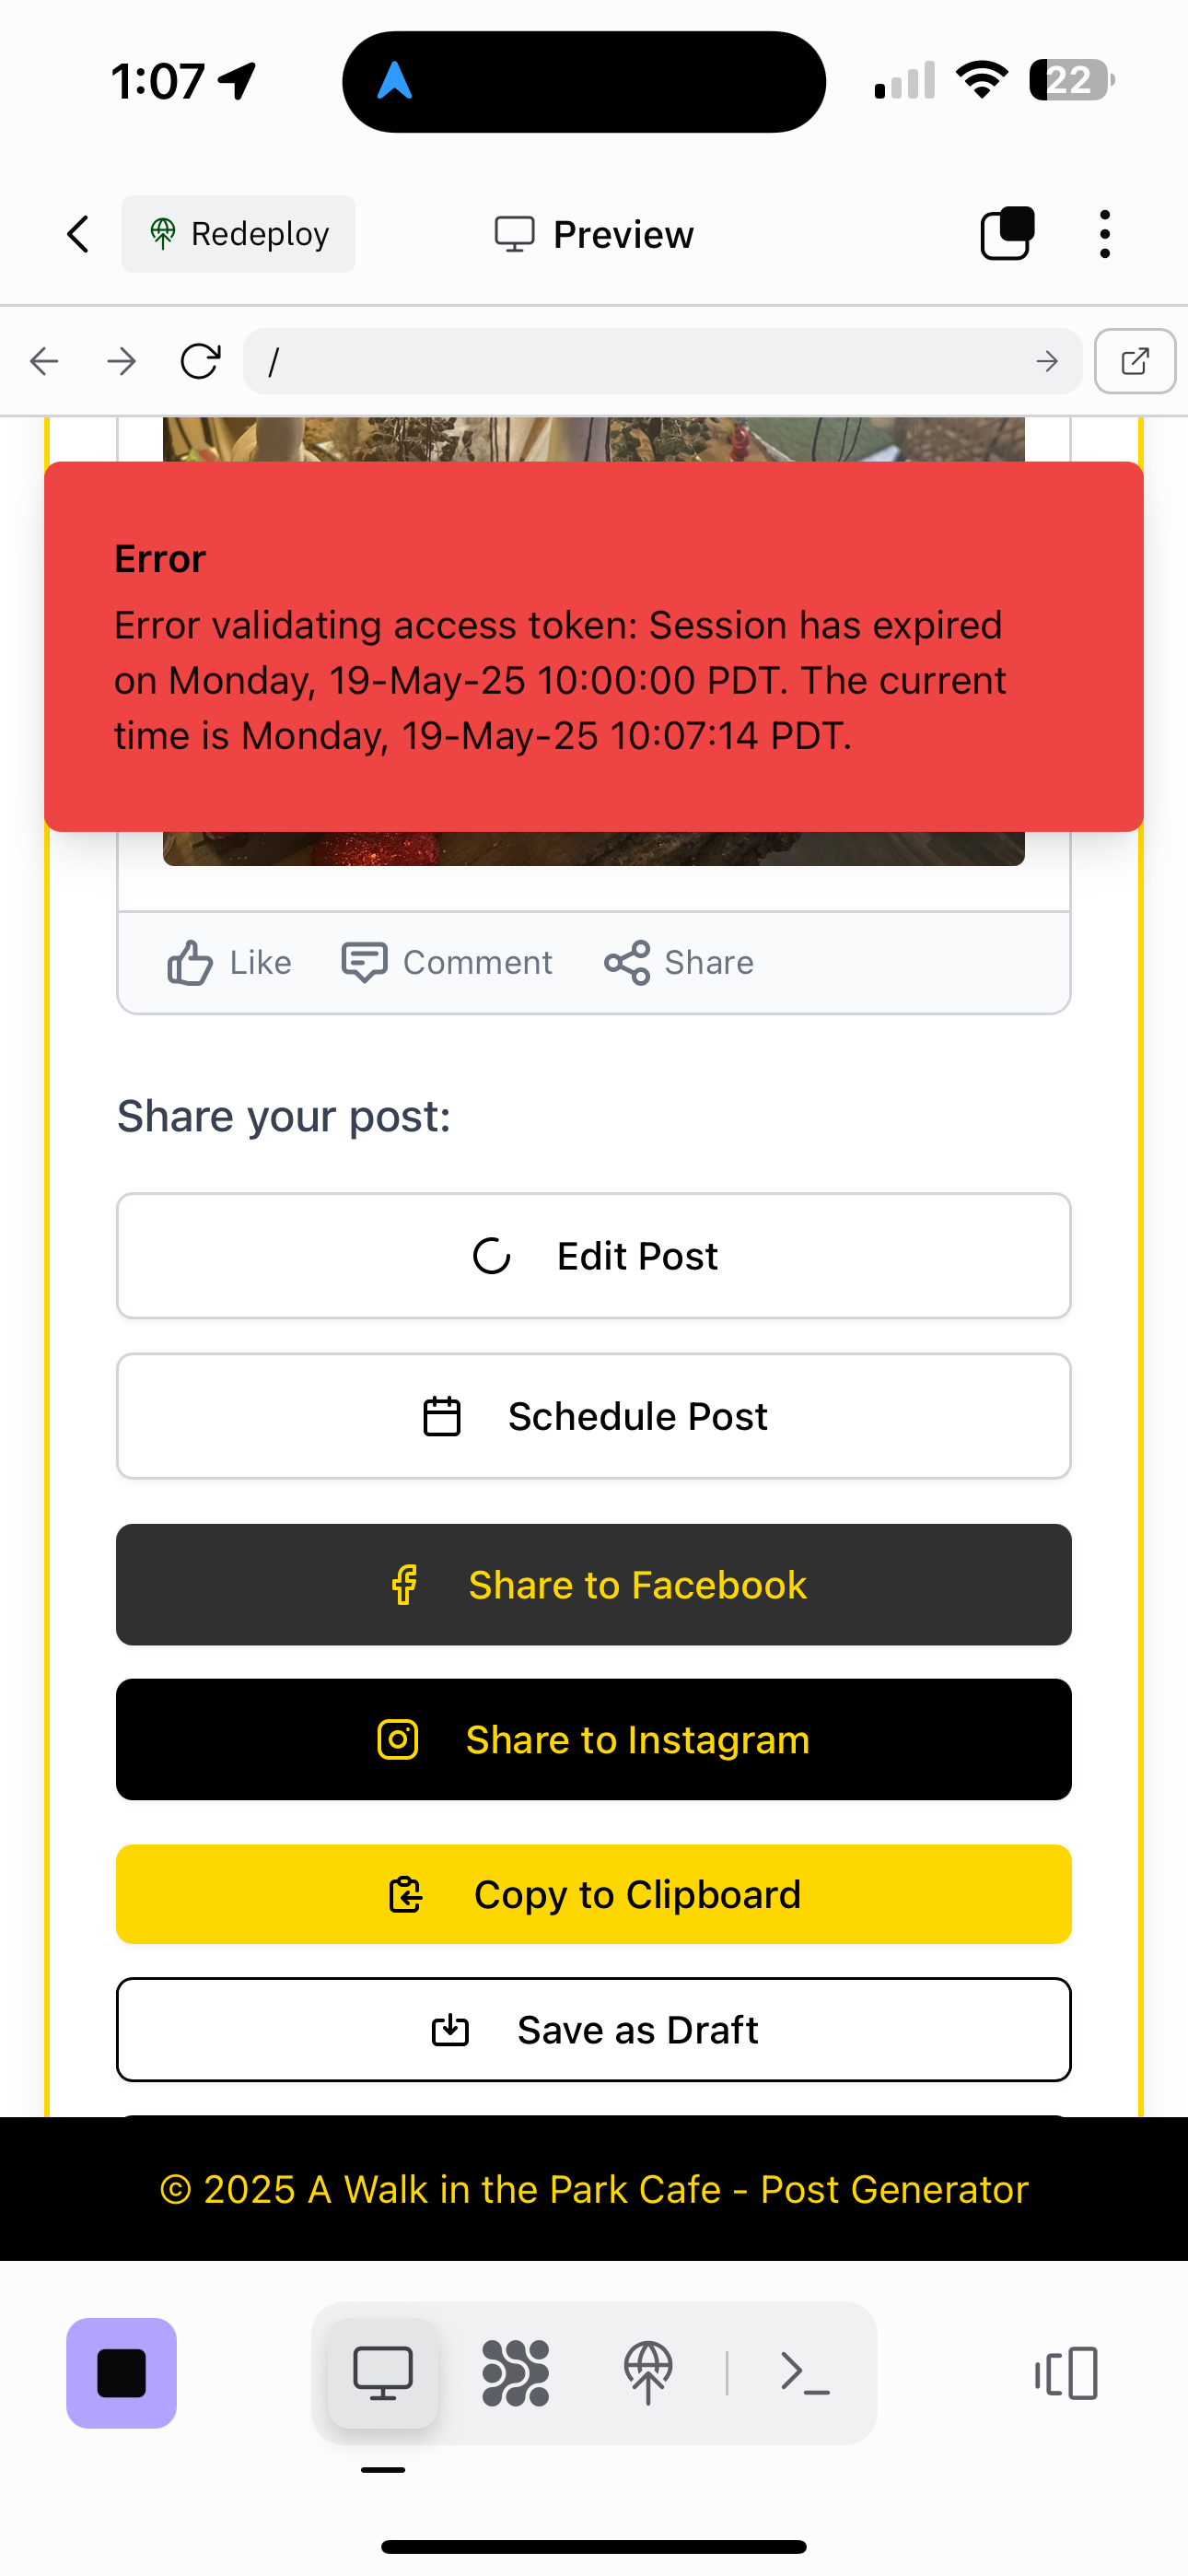 1:07
22
Redeploy
Preview
/
Error
Error validating access token: Session has expired
on Monday, 19-May-25 10:00:00 PDT. The current
time is Monday, 19-May-25 10:07:14 PDT.
Like Comment Share
Share your post:
Edit Post
Schedule Post
Share to Facebook
Share to Instagram
Copy to Clipboard
Save as Draft
© 2025 A Walk in the Park Cafe - Post Generator